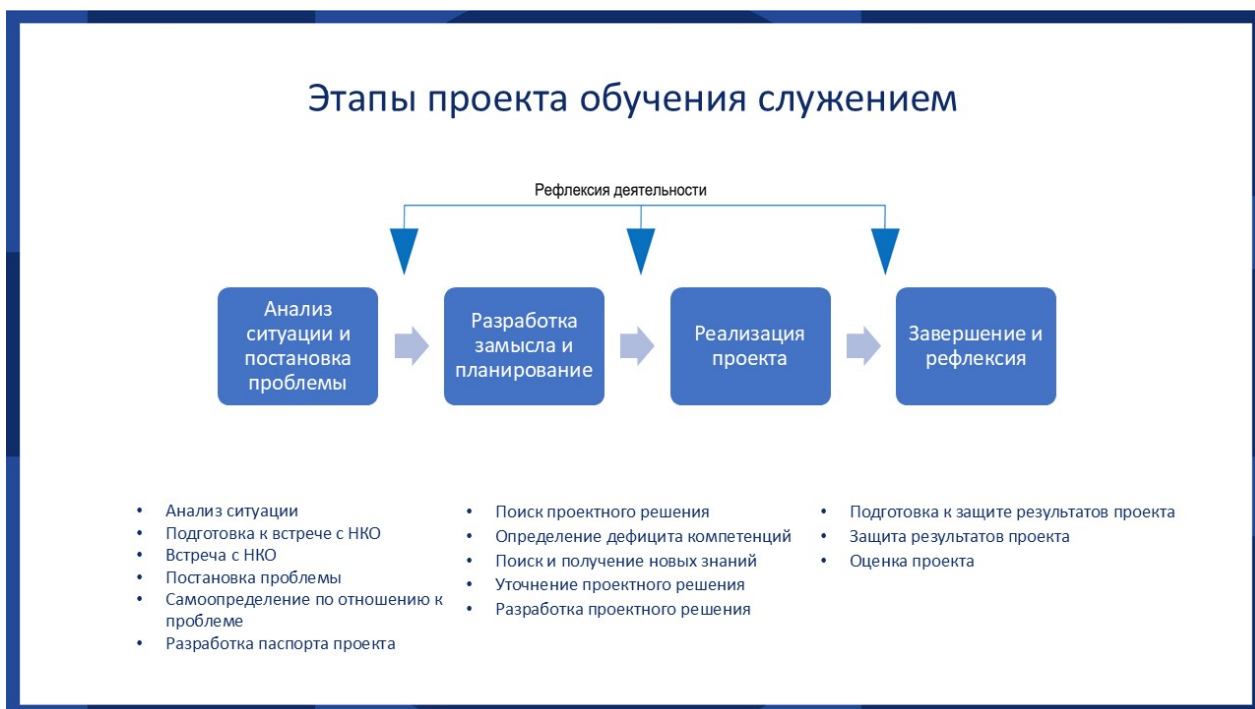 Этапы проекта обучения служением
Рефлексия деятельности
Анализ
ситуации и
постановка
проблемы
Разработка
замысла и
планирование
Реализация
проекта
Завершение и
рефлексия
• Анализ ситуации
• Подготовка к встрече с НКО
• Встреча с НКО
• Постановка проблемы
• Самоопределение по отношению к
проблеме
• Разработка паспорта проекта
• Поиск проектного решения
• Определение дефицита компетенций
• Поиск и получение новых знаний
• Уточнение проектного решения
• Разработка проектного решения
• Подготовка к защите результатов проекта
• Защита результатов проекта
• Оценка проекта